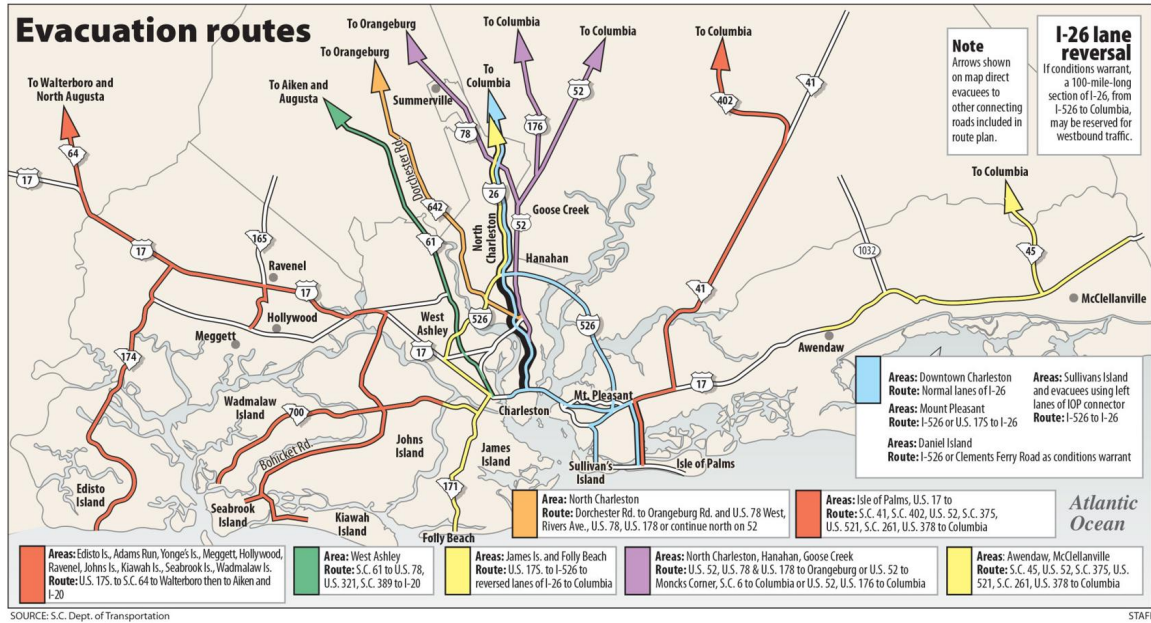 Evacuation routes
To Orangeburg
To Columbia
To Columbia
To Columbia
I-26 lane
reversal
If conditions warrant,
a 100-mile-long
section of I-26, from
I-526 to Columbia,
may be reserved for
westbound traffic.
Note
Arrows shown
on map direct
evacuees to
other connecting
roads included in
route plan.
To Orangeburg
To
Columbia
To Walterboro and
North Augusta
To Aiken and
Augusta
Summerville
52
402
41
78
176
64
17
Dorchester Rd.
26
To Columbia
642
Goose Creek
North
Charleston
52
165
61
17
1032
45
Hanahan
Ravenel
17
41
McClellanville
Hollywood
West
Ashley
526
526
Meggett
17
Awendaw
174
17
Mt. Pleasant
Wadmalaw
Island
700
Charleston
Johns
Island
James
Island
Bohicket Rd.
Sullivan's
Island
Isle of Palms
Edisto
Island
171
Seabrook
Island
Kiawah
Island
Folly Beach
Atlantic
Ocean
Areas: Downtown Charleston
Route: Normal lanes of I-26
Areas: Mount Pleasant
Route: I-526 or U.S. 175 to I-26
Areas: Sullivans Island
and evacuees using left
lanes of IOP connector
Route: I-526 to I-26
Areas: Daniel Island
Route: I-526 or Clements Ferry Road as conditions warrant
Area: North Charleston
Route: Dorchester Rd. to Orangeburg Rd. and U.S. 78 West,
Rivers Ave., U.S. 78, U.S. 178 or continue north on 52
Areas: Isle of Palms, U.S. 17 to
Route: S.C. 41, S.C. 402, U.S. 52, S.C. 375,
U.S. 521, S.C. 261, U.S. 378 to Columbia
Areas: Edisto Is., Adams Run, Yonge's Is., Meggett, Hollywood,
Ravenel, Johns Is., Kiawah Is., Seabrook Is., Wadmalaw Is.
Route: U.S. 175. to S.C. 64 to Walterboro then to Aiken and
I-20
Area: West Ashley
Route: S.C. 61 to U.S. 78,
U.S. 321, S.C. 389 to I-20
Areas: James Is. and Folly Beach
Route: U.S. 175. to I-526 to
reversed lanes of I-26 to Columbia
Areas: North Charleston, Hanahan, Goose Creek
Route: U.S. 52, U.S. 78 & U.S. 178 to Orangeburg or U.S. 52 to
Moncks Corner, S.C. 6 to Columbia or U.S. 52, U.S. 176 to Columbia
Areas: Awendaw, McClellanville
Route: S.C. 45, U.S. 52, S.C. 375, U.S.
521, S.C. 261, U.S. 378 to Columbia
SOURCE: S.C. Dept. of Transportation
STAFF